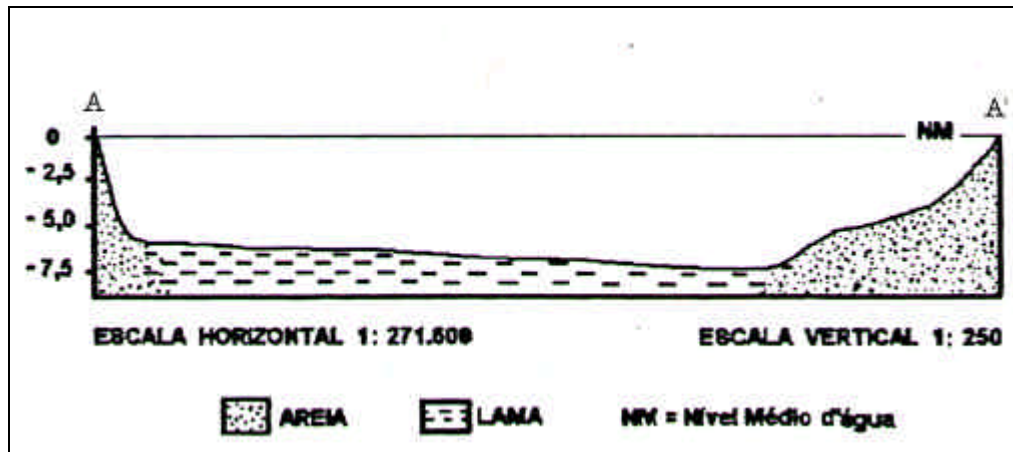 A A'
NM
0
- 2,5
- 5,0
- 7,5
ESCALA HORIZONTAL 1: 271.608 ESCALA VERTICAL 1: 250
AREIA LAMA NM = Nível Médio d'água